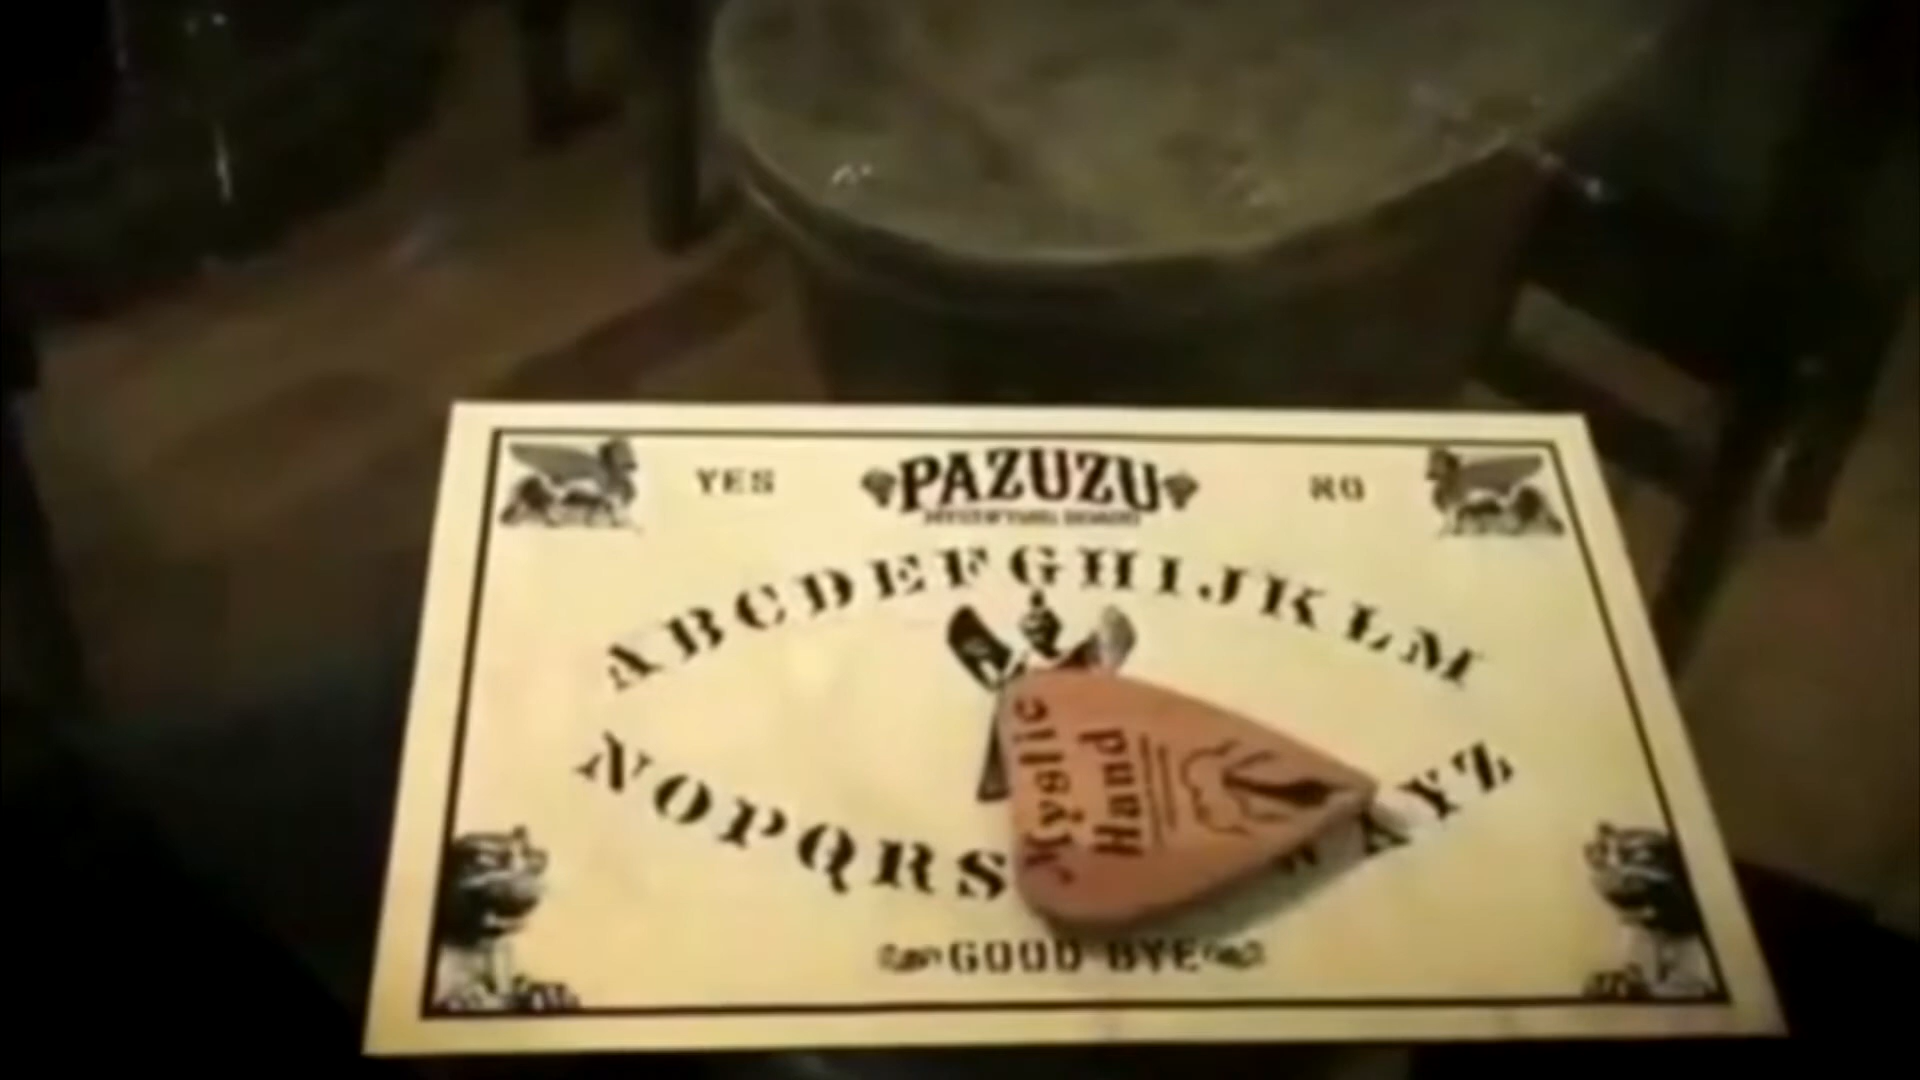 YES PAZUZU NO
ABCDEFGHIJKLM
Mystic
Hand
NOPQRS YZ
GOOD BYE